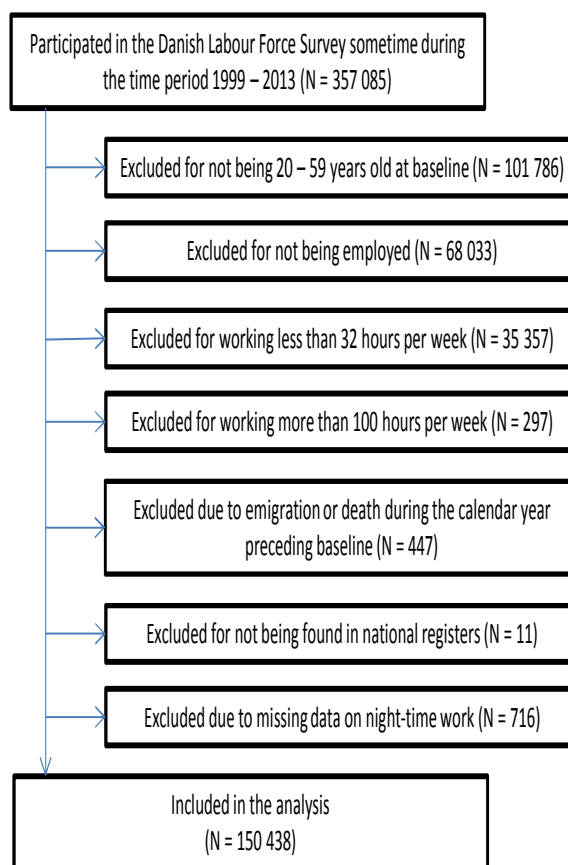 Participated in the Danish Labour Force Survey sometime during
the time period 1999 – 2013 (N = 357 085)
Excluded for not being 20 – 59 years old at baseline (N = 101 786)
Excluded for not being employed (N = 68 033)
Excluded for working less than 32 hours per week (N = 35 357)
Excluded for working more than 100 hours per week (N = 297)
Excluded due to emigration or death during the calendar year
preceding baseline (N = 447)
Excluded for not being found in national registers (N = 11)
Excluded due to missing data on night-time work (N = 716)
Included in the analysis
(N = 150 438)